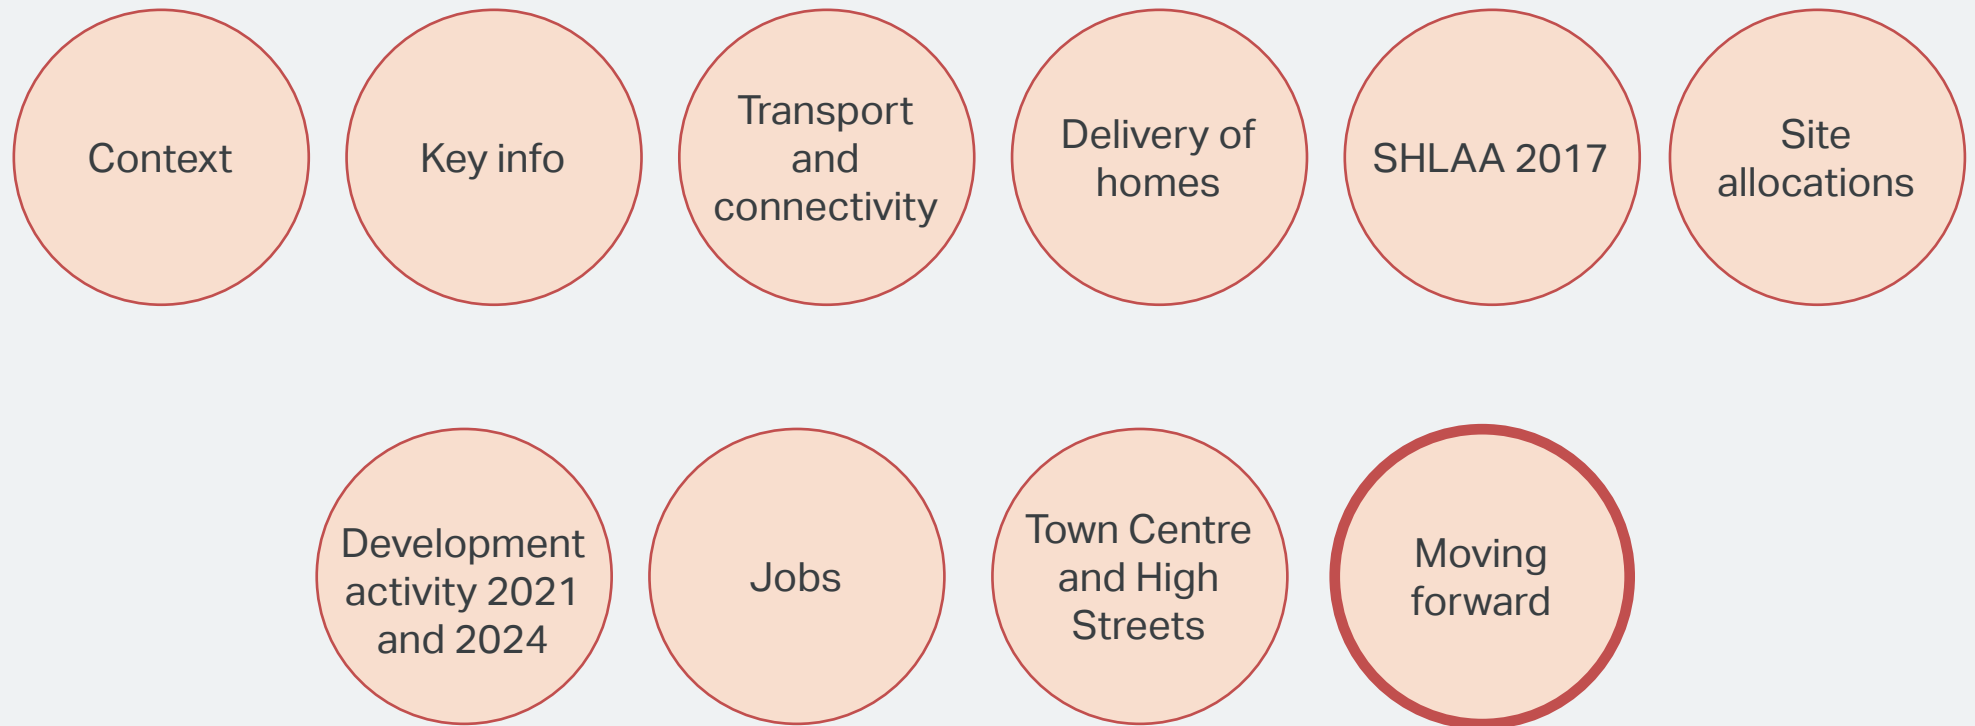 Context
Key info
Transport
and
connectivity
Delivery of
homes
SHLAA 2017
Site
allocations
Development
activity 2021
and 2024
Jobs
Town Centre
and High
Streets
Moving
forward